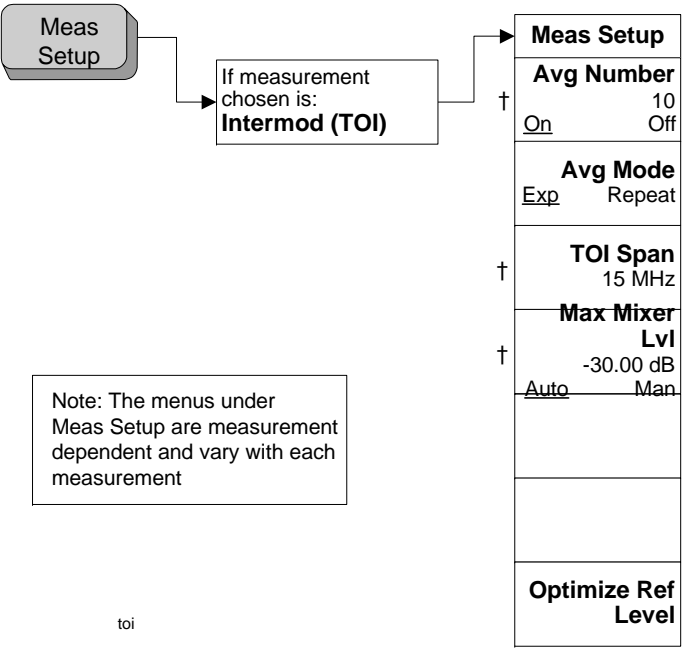 Meas
Setup
If measurement
chosen is:
Intermod (TOI)
Meas Setup
†
Avg Number
10
On Off
Avg Mode
Exp Repeat
†
TOI Span
15 MHz
†
Max Mixer
Lvl
-30.00 dB
Auto Man
Optimize Ref
Level
Note: The menus under
Meas Setup are measurement
dependent and vary with each
measurement
toi